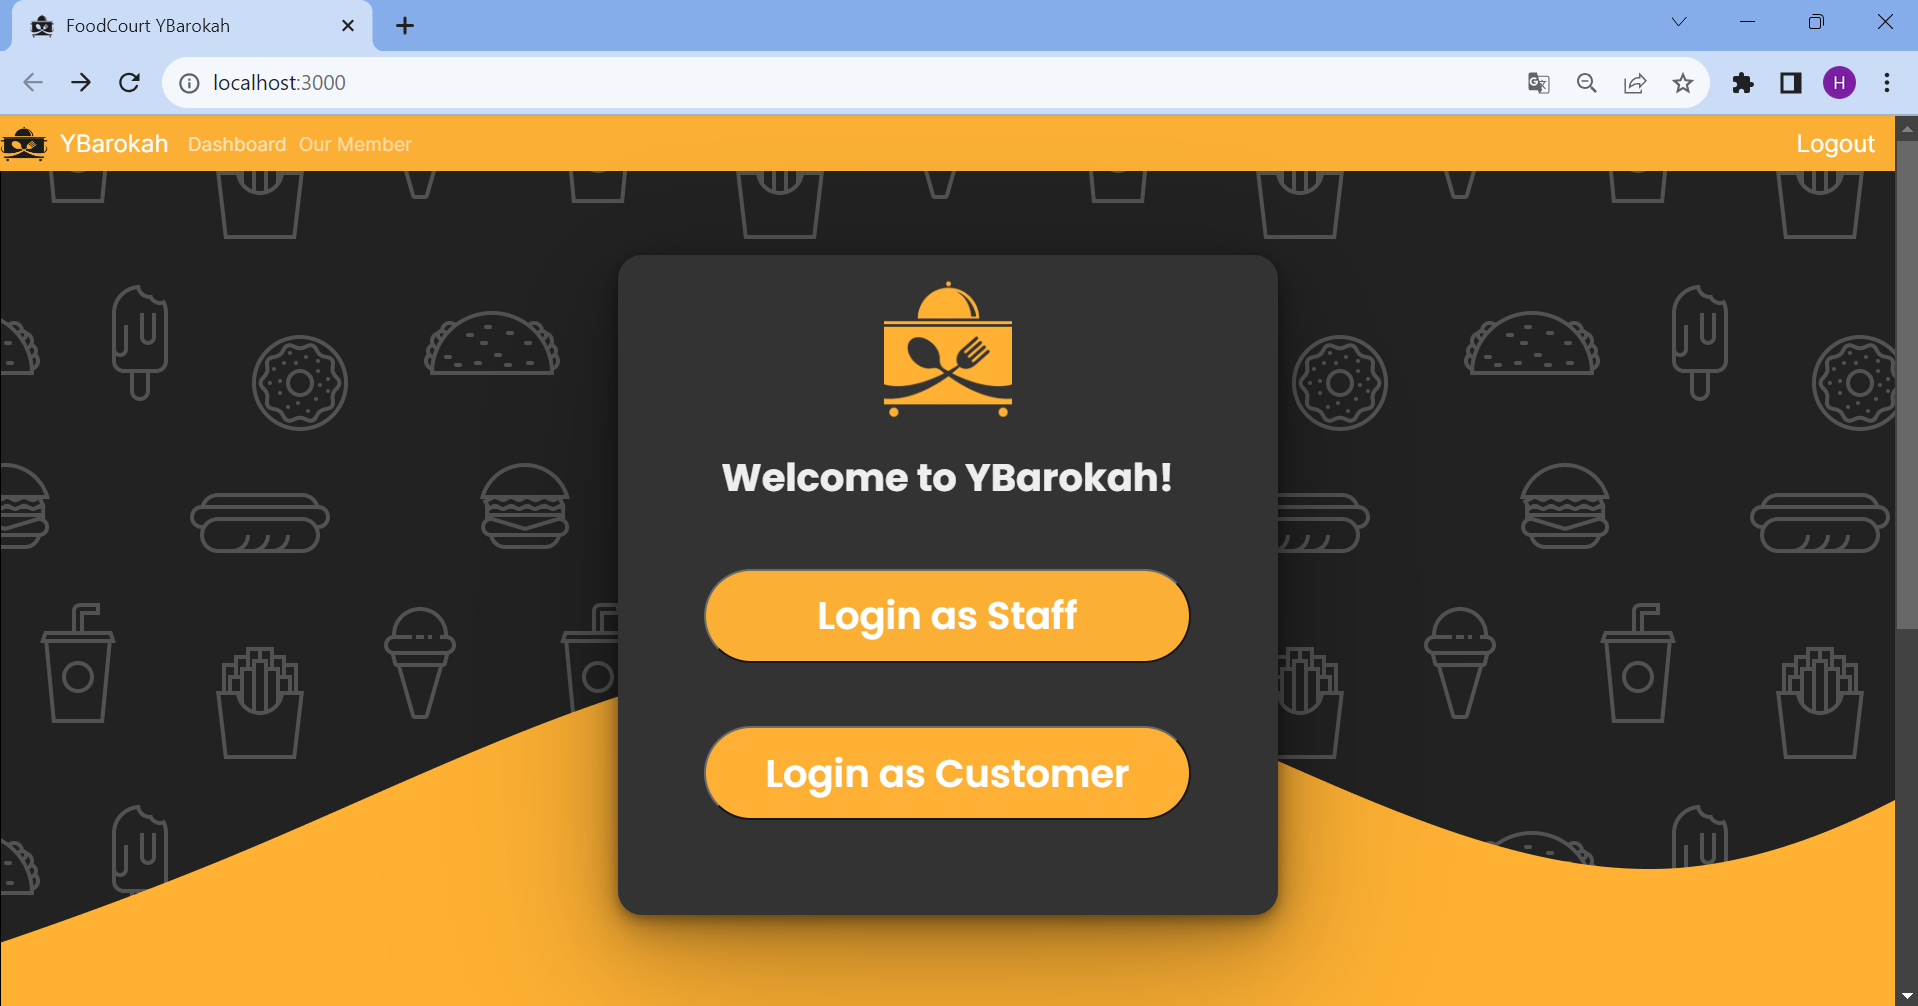 FoodCourt YBarokah
localhost:3000
H
YBarokah Dashboard Our Member Logout
Welcome to YBarokah!
Login as Staff
Login as Customer